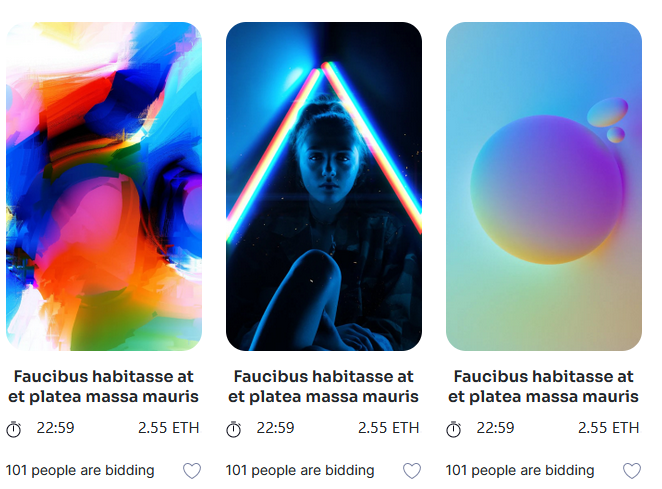 Faucibus habitasse at
et platea massa mauris
22:59 2.55 ETH
101 people are bidding
Faucibus habitasse at
et platea massa mauris
22:59 2.55 ETH
101 people are bidding
Faucibus habitasse at
et platea massa mauris
22:59 2.55 ETH
101 people are bidding